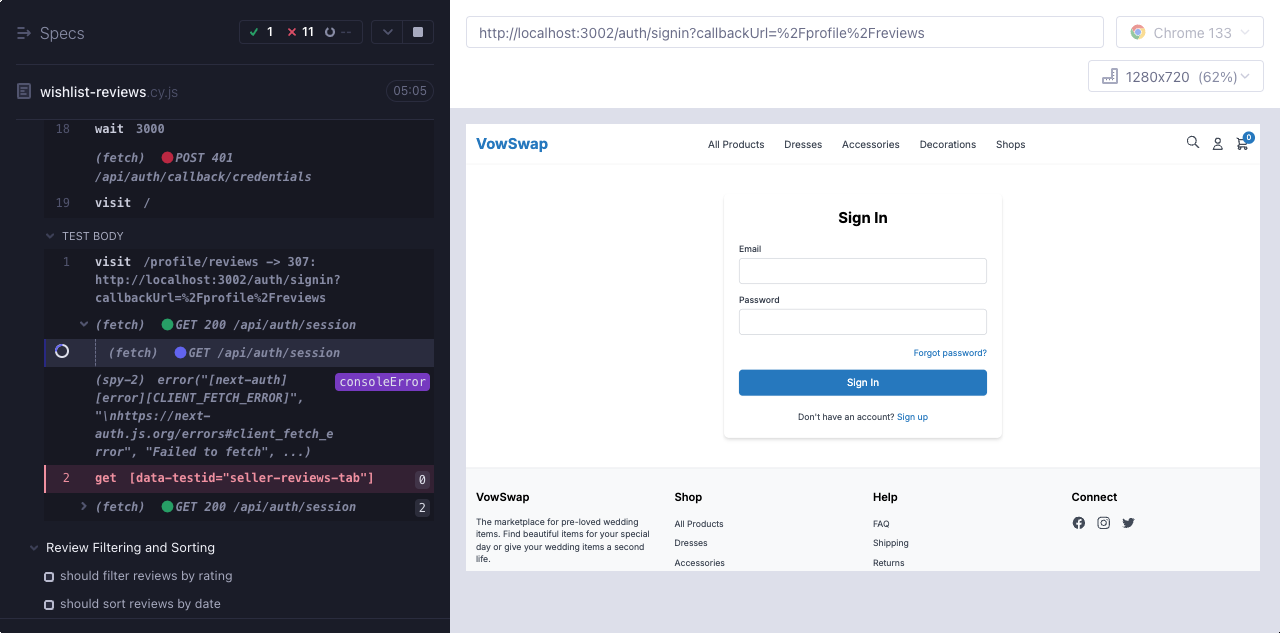 Specs
1 11 --
wishlist-reviews.cy.js 05:05
18 wait 3000
(fetch) POST 401
/api/auth/callback/credentials
19 visit /
TEST BODY
1 visit /profile/reviews -> 307:
http://localhost:3002/auth/signin?
callbackUrl=%2Fprofile%2Freviews
(fetch) GET 200 /api/auth/session
(fetch) GET /api/auth/session
(spy-2) error("[next-auth] consoleError
[error][CLIENT_FETCH_ERROR]",
"\nhttps://next-
auth.js.org/errors#client_fetch_e
rror", "Failed to fetch", ...)
2 get [data-testid="seller-reviews-tab"] 0
(fetch) GET 200 /api/auth/session 2
Review Filtering and Sorting
should filter reviews by rating
should sort reviews by date
http://localhost:3002/auth/signin?callbackUrl=%2Fprofile%2Freviews
Chrome 133
1280x720 (62%)
VowSwap All Products Dresses Accessories Decorations Shops 0
Sign In
Email
Password
Forgot password?
Sign In
Don't have an account? Sign up
VowSwap
The marketplace for pre-loved wedding
items. Find beautiful items for your special
day or give your wedding items a second
life.
Shop
All Products
Dresses
Accessories
Help
FAQ
Shipping
Returns
Connect